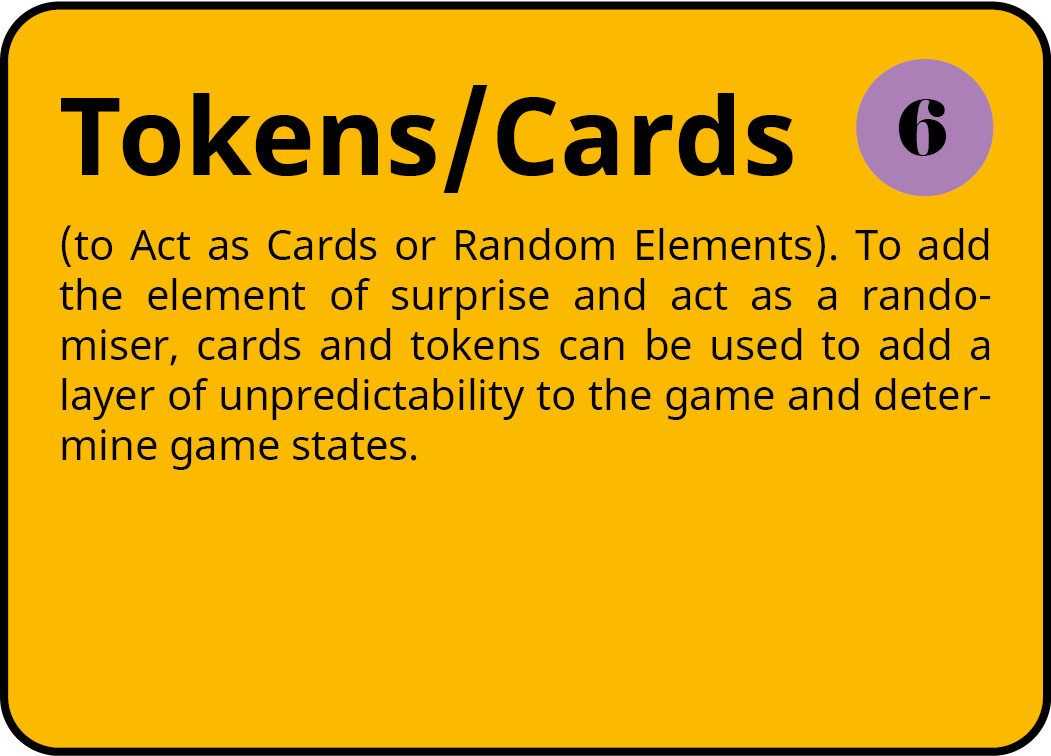 Tokens/Cards
6
(to Act as Cards or Random Elements). To add
the element of surprise and act as a rando-
miser, cards and tokens can be used to add a
layer of unpredictability to the game and deter-
mine game states.